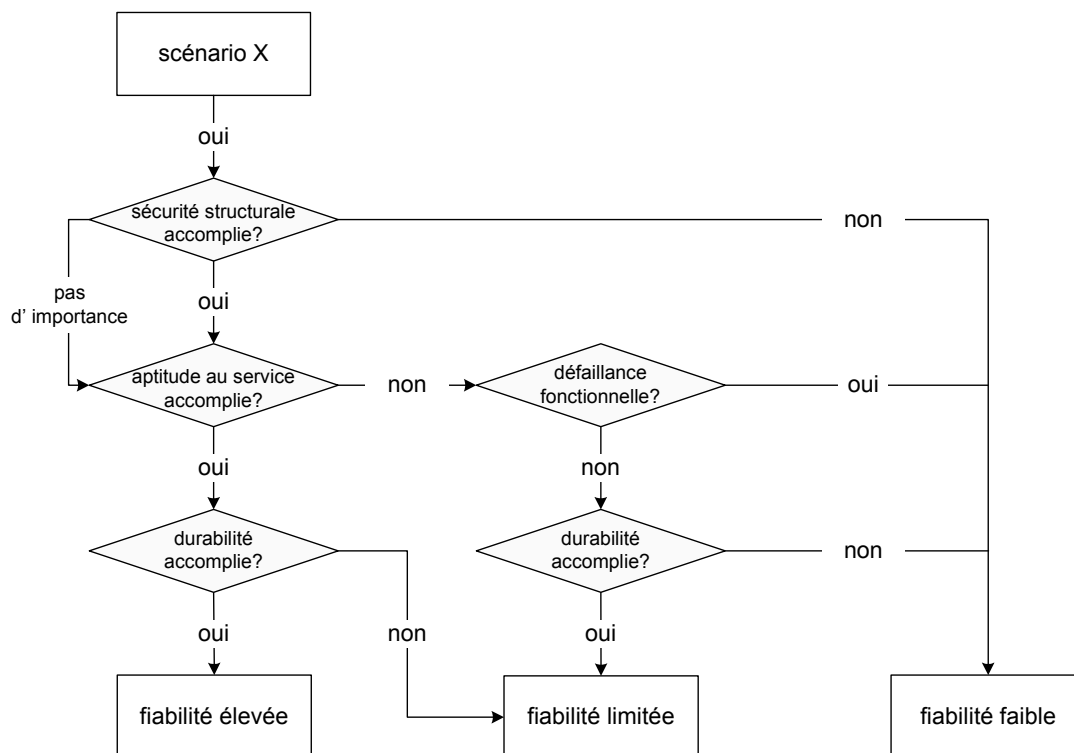 scénario X
oui
sécurité structurale
accomplie?
non
pas
d' importance
oui
aptitude au service
accomplie?
non
défaillance
fonctionnelle?
oui
oui
non
durabilité
accomplie?
durabilité
accomplie?
non
oui
non
oui
fiabilité élevée
fiabilité limitée
fiabilité faible